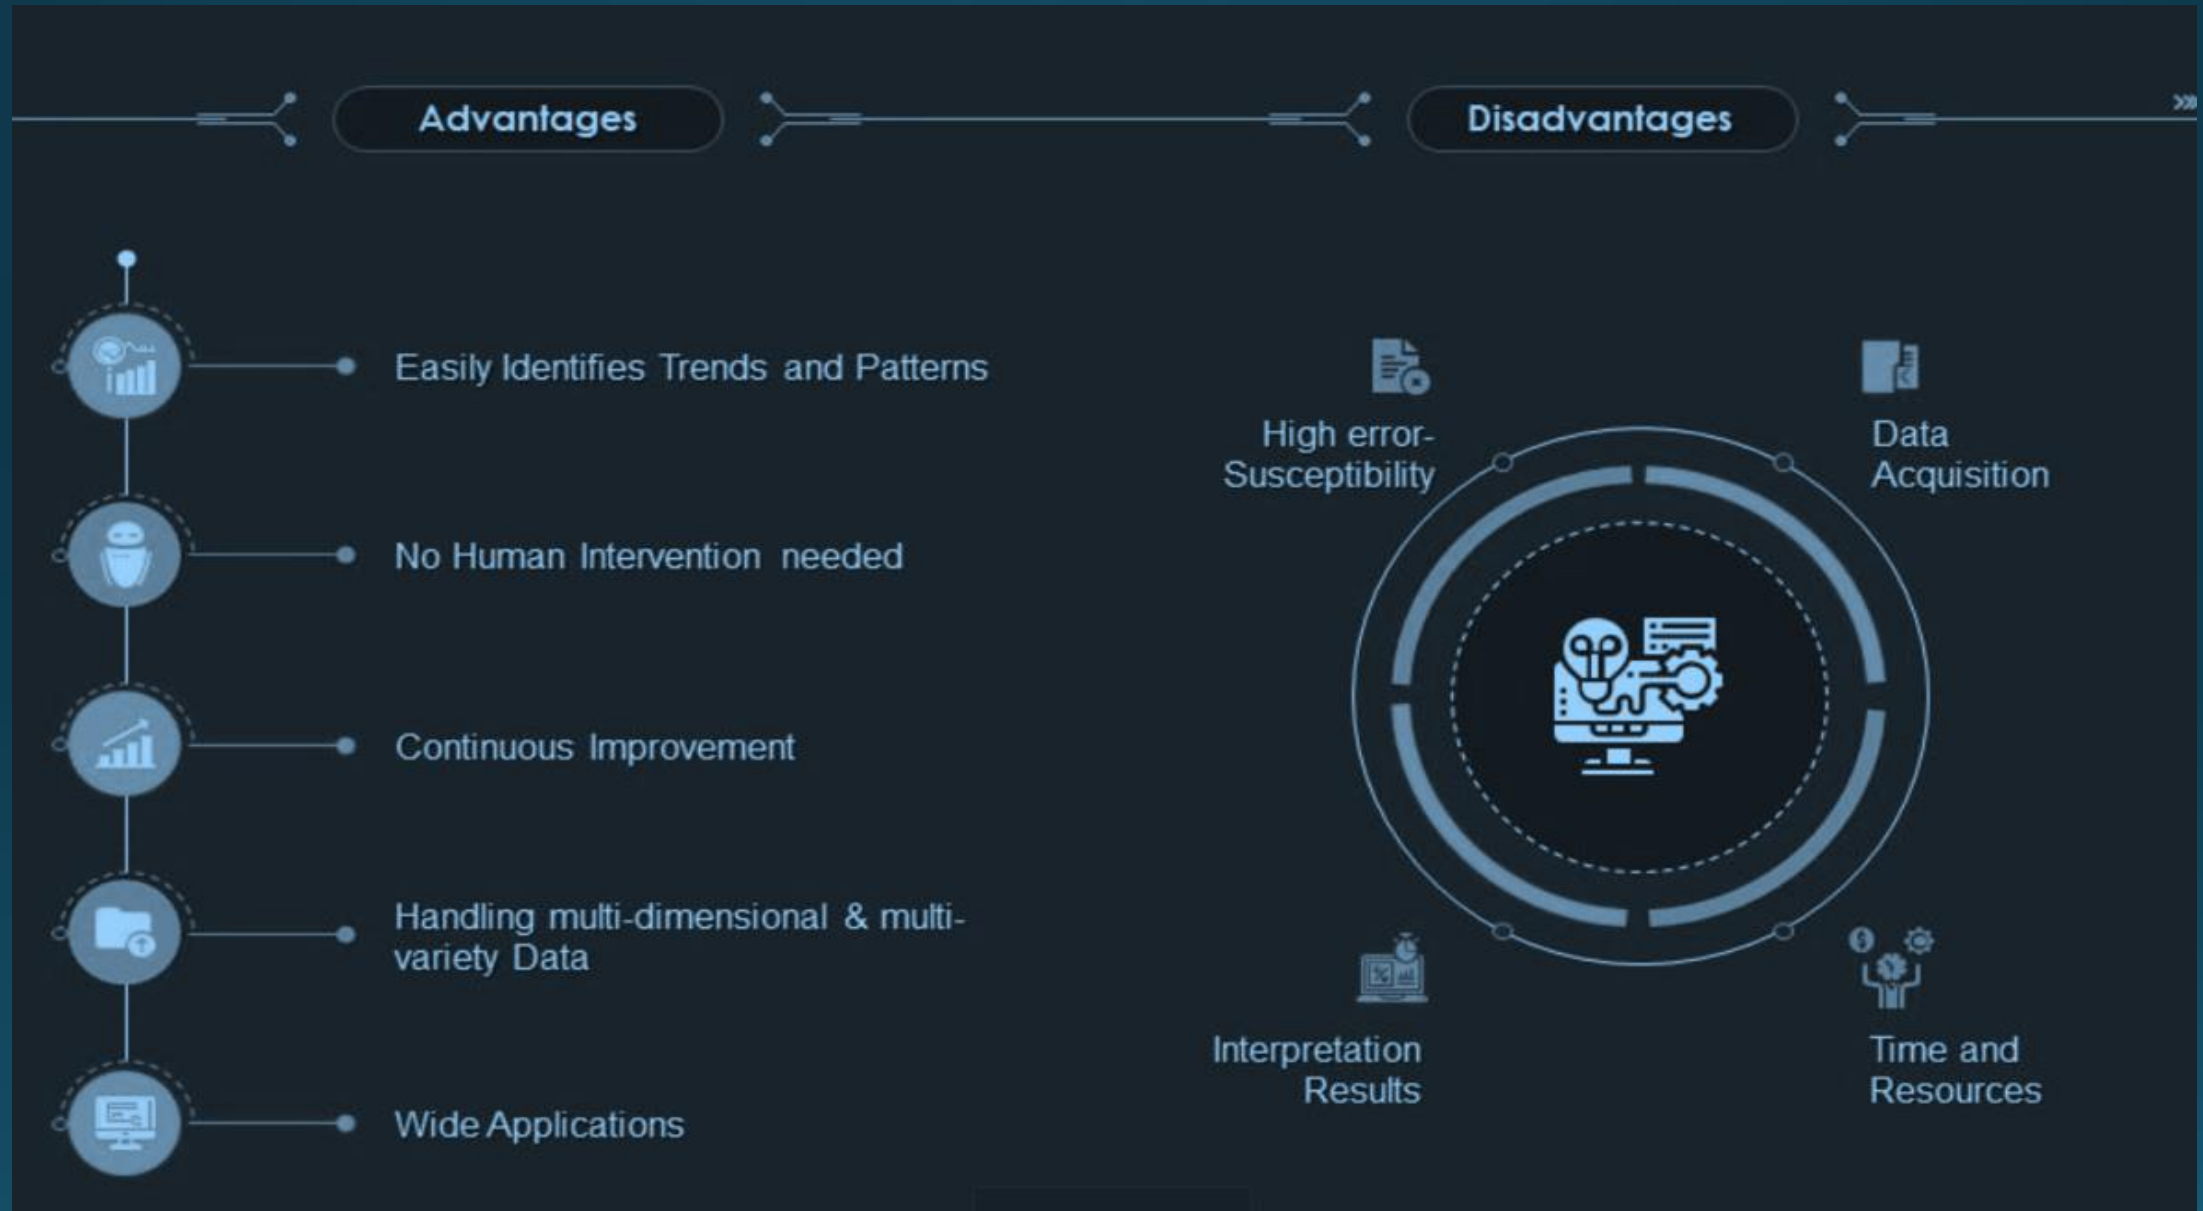 Advantages
Easily Identifies Trends and Patterns
No Human Intervention needed
Continuous Improvement
Handling multi-dimensional & multi-
variety Data
Wide Applications
Disadvantages
High error-
Susceptibility
Data
Acquisition
Interpretation
Results
Time and
Resources